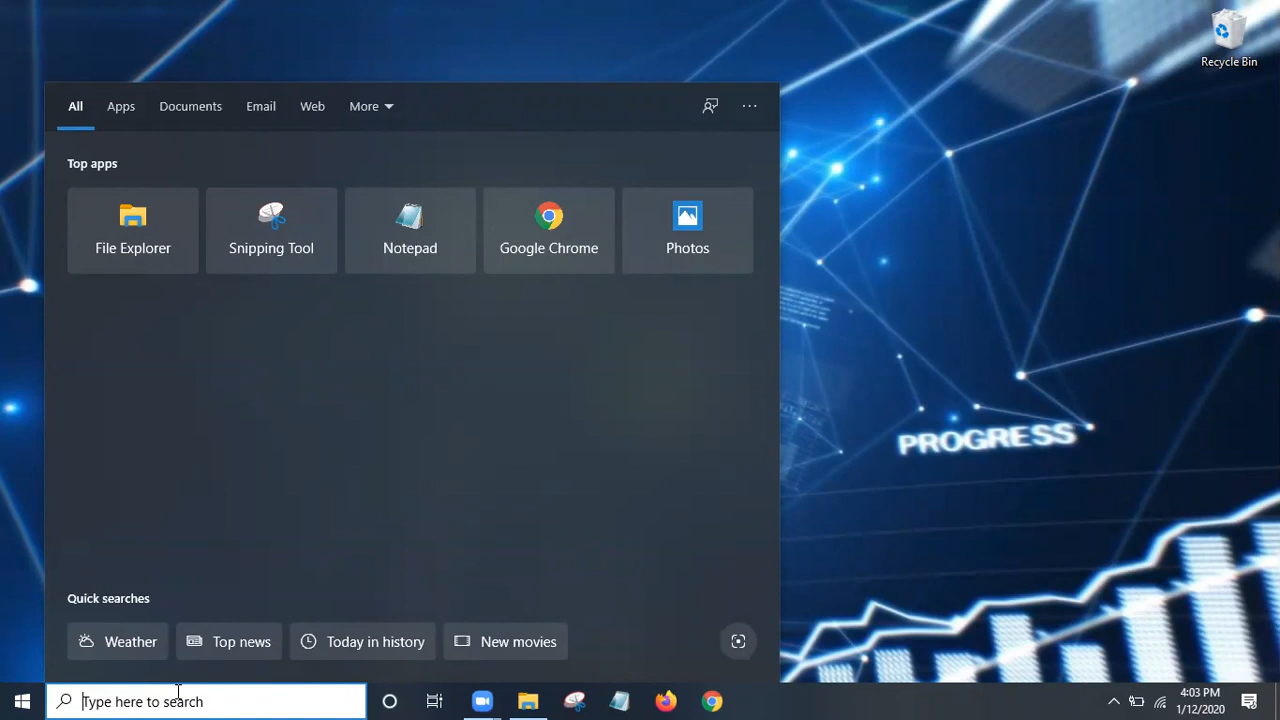 Recycle Bin
All Apps Documents Email Web More
Top apps
File Explorer Snipping Tool Notepad Google Chrome Photos
PROGRESS
Quick searches
Weather Top news Today in history New movies
Type here to search
4:03 PM
1/12/2020